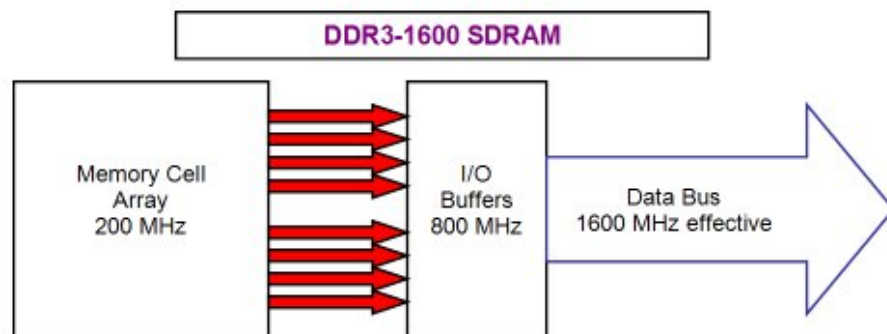 DDR3-1600 SDRAM
Memory Cell
Array
200 MHz
I/O
Buffers
800 MHz
Data Bus
1600 MHz effective